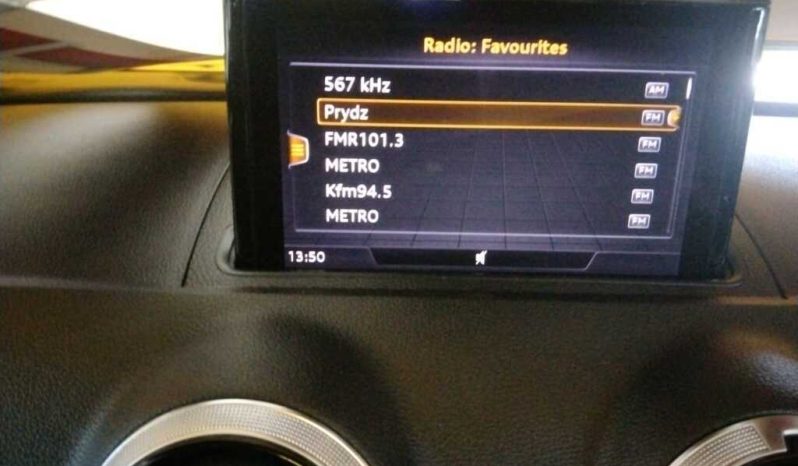 Radio: Favourites
567 kHz AM
Prydz FM
FMR101.3 FM
METRO FM
Kfm94.5 FM
METRO FM
13:50